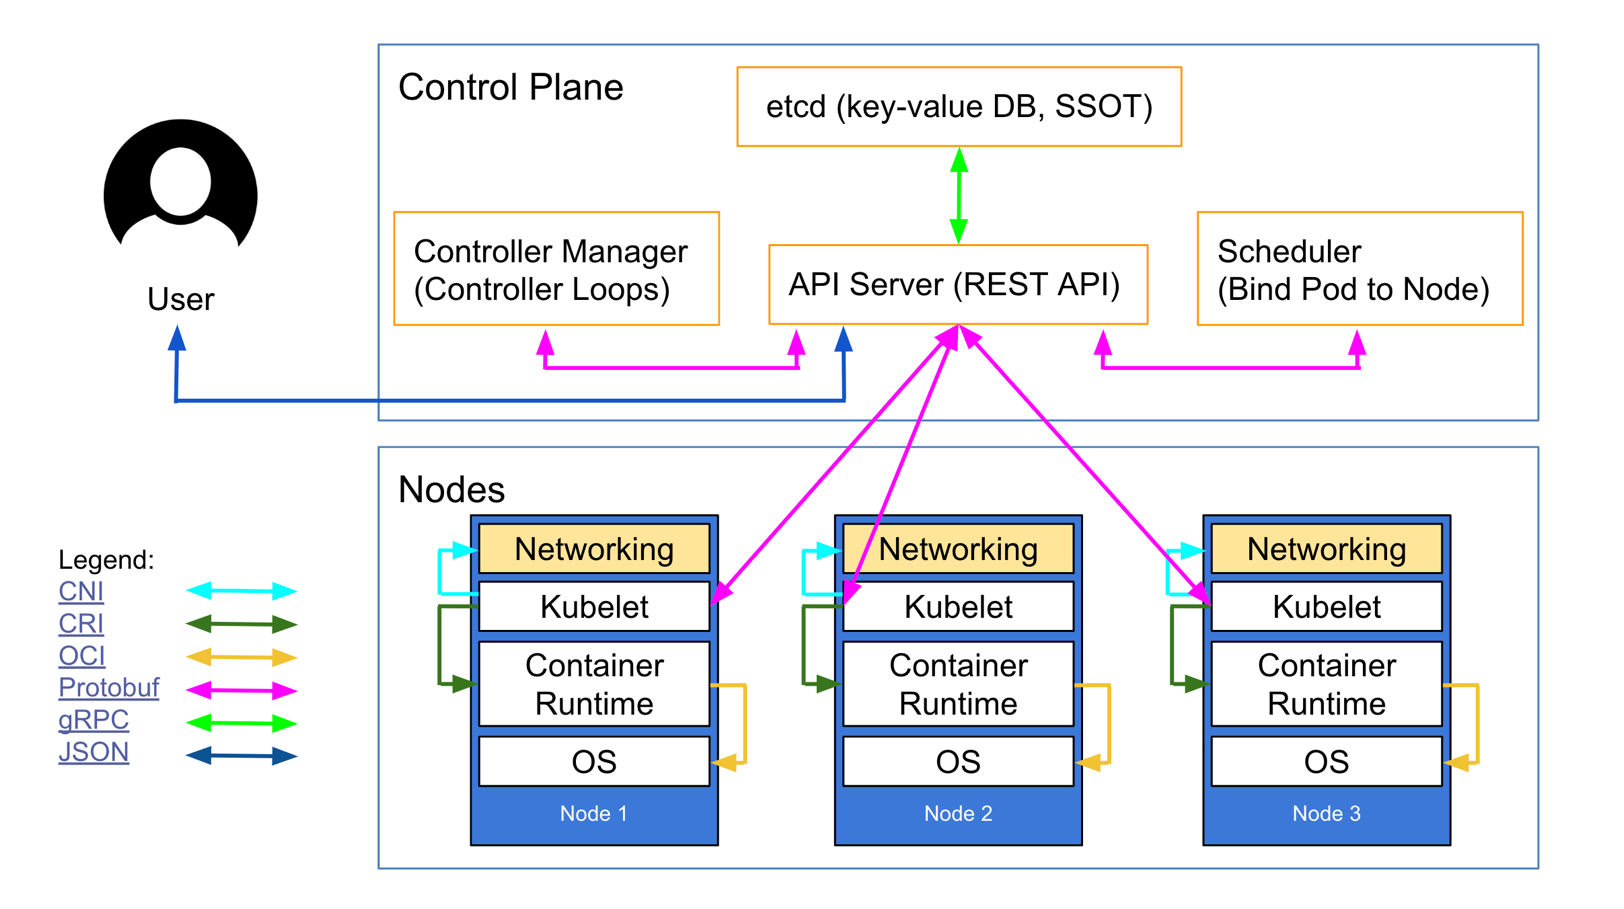 Control Plane
etcd (key-value DB, SSOT)
Controller Manager
(Controller Loops)
API Server (REST API)
Scheduler
(Bind Pod to Node)
User
Nodes
Legend:
CNI
CRI
OCI
Protobuf
gRPC
JSON
Networking
Kubelet
Container
Runtime
OS
Node 1
Networking
Kubelet
Container
Runtime
OS
Node 2
Networking
Kubelet
Container
Runtime
OS
Node 3